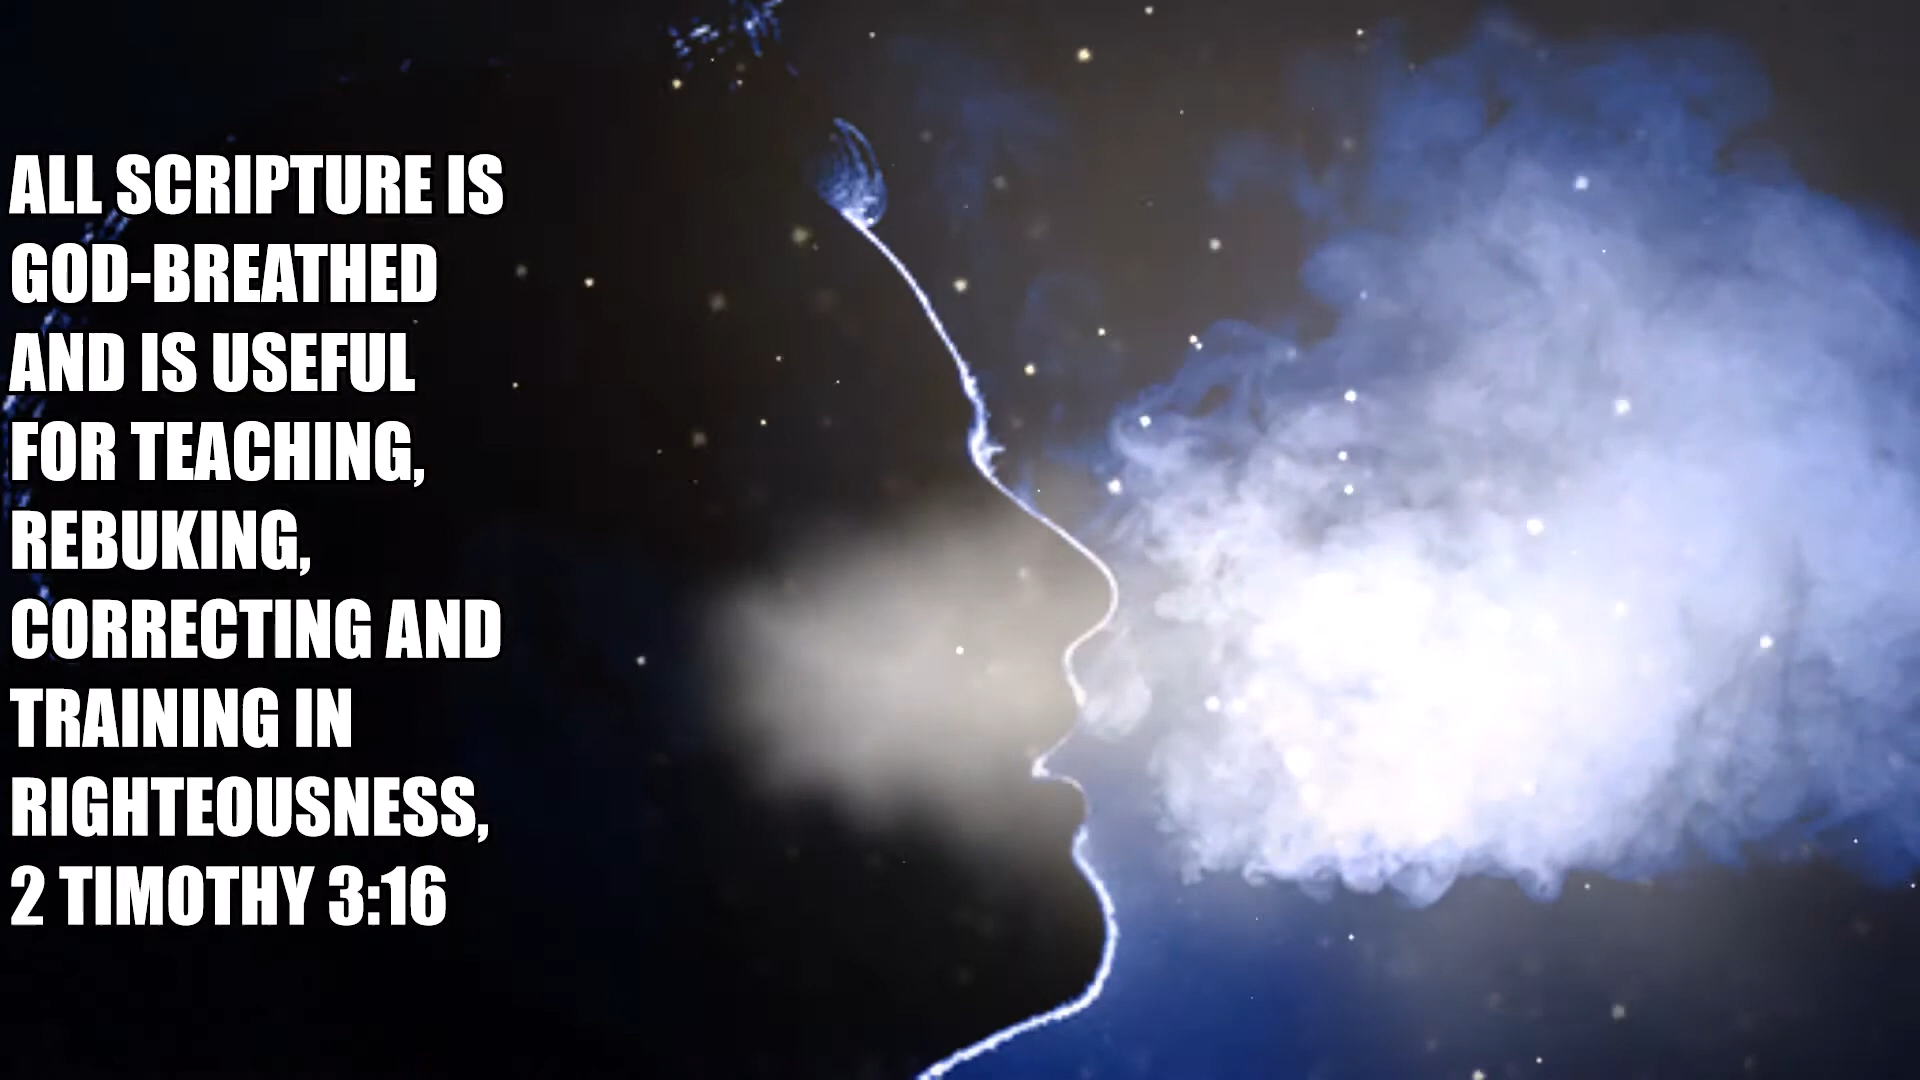 ALL SCRIPTURE IS
GOD-BREATHED
AND IS USEFUL
FOR TEACHING,
REBUKING,
CORRECTING AND
TRAINING IN
RIGHTEOUSNESS,
2 TIMOTHY 3:16